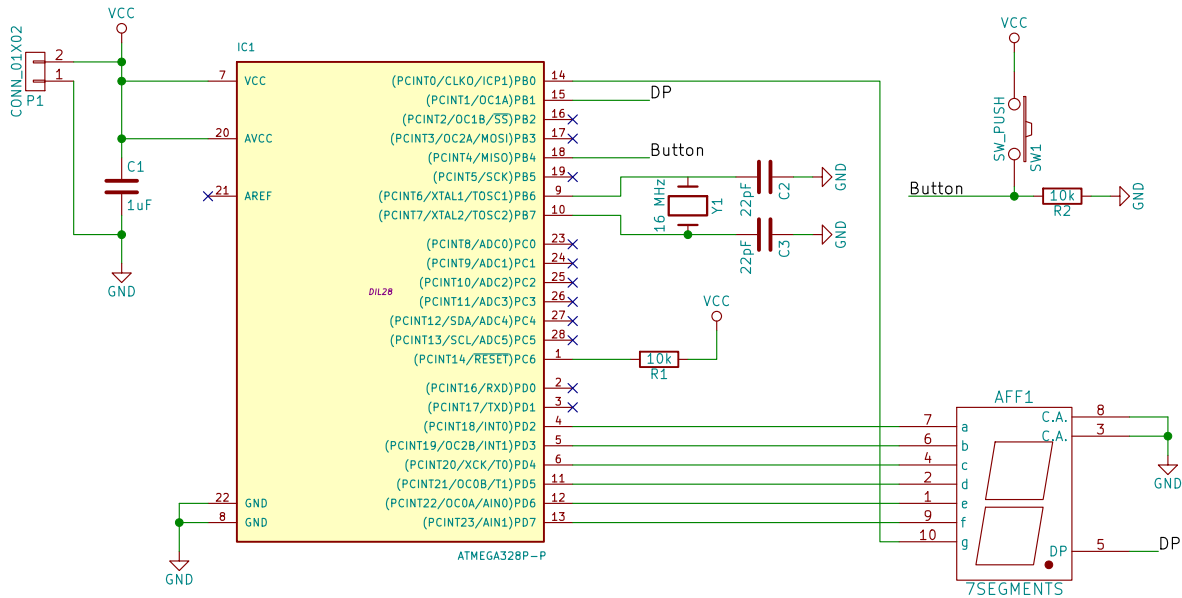 VCC
CONN_01X02
2
1
P1
C1
1uF
GND
IC1
7 VCC
20 AVCC
21 AREF
22 GND
8 GND
GND
DIL28
ATMEGA328P-P
(PCINT0/CLKO/ICP1)PB0 14
(PCINT1/OC1A)PB1 15 DP
(PCINT2/OC1B/SS)PB2 16
(PCINT3/OC2A/MOSI)PB3 17
(PCINT4/MISO)PB4 18 Button
(PCINT5/SCK)PB5 19
(PCINT6/XTAL1/TOSC1)PB6 9
(PCINT7/XTAL2/TOSC2)PB7 10
(PCINT8/ADC0)PC0 23
(PCINT9/ADC1)PC1 24
(PCINT10/ADC2)PC2 25
(PCINT11/ADC3)PC3 26
(PCINT12/SDA/ADC4)PC4 27
(PCINT13/SCL/ADC5)PC5 28
(PCINT14/RESET)PC6 1
(PCINT16/RXD)PD0 2
(PCINT17/TXD)PD1 3
(PCINT18/INT0)PD2 4
(PCINT19/OC2B/INT1)PD3 5
(PCINT20/XCK/T0)PD4 6
(PCINT21/OC0B/T1)PD5 11
(PCINT22/OC0A/AIN0)PD6 12
(PCINT23/AIN1)PD7 13
16 MHz
Y1
22pF
C2
GND
22pF
C3
GND
VCC
10k
R1
VCC
SW_PUSH
SW1
Button
10k
R2
GND
AFF1
7 a
6 b
4 c
2 d
1 e
9 f
10 g
C.A. 8
C.A. 3
GND
DP 5 DP
7SEGMENTS